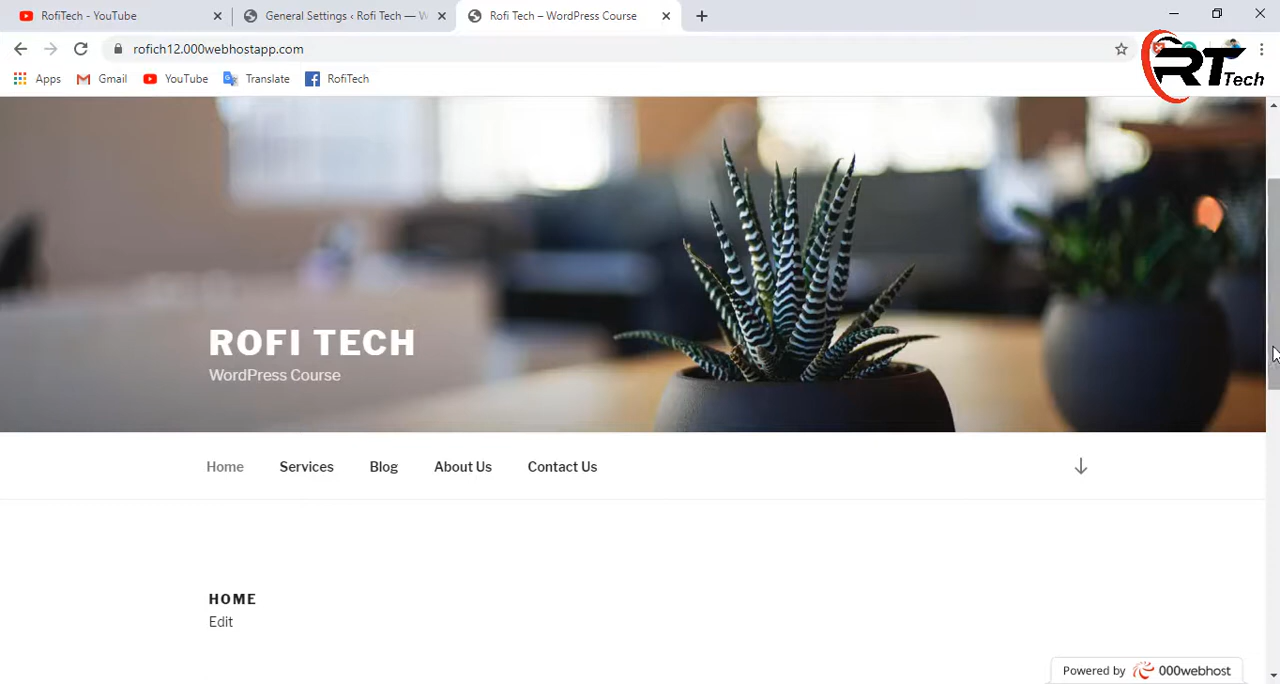 RofiTech - YouTube
General Settings ‹ Rofi Tech — W
Rofi Tech – WordPress Course
rofich12.000webhostapp.com
Apps
Gmail
YouTube
Translate
RofiTech
RT Tech
ROFI TECH
WordPress Course
Home
Services
Blog
About Us
Contact Us
HOME
Edit
Powered by 000webhost